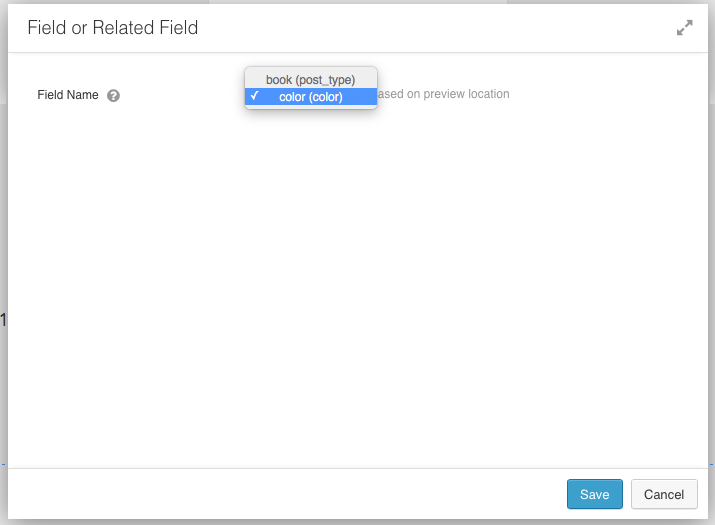 Field or Related Field
book (post_type)
Field Name ? ✓ color (color) ased on preview location
1
Save Cancel